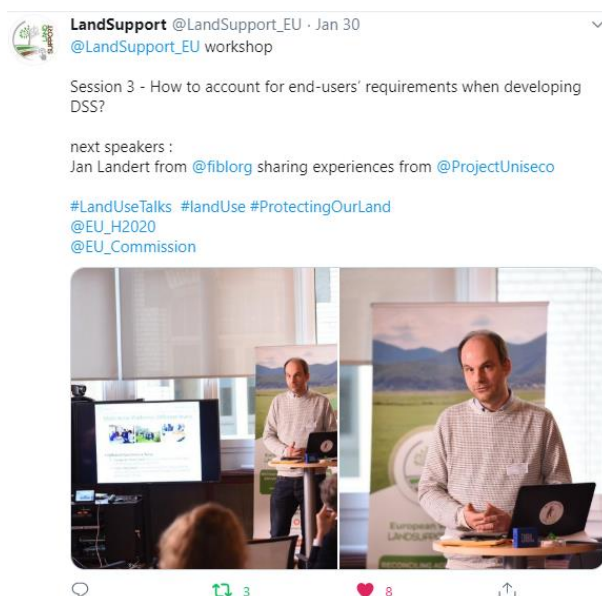 LandSupport @LandSupport_EU · Jan 30
@LandSupport_EU workshop
Session 3 - How to account for end-users' requirements when developing
DSS?
next speakers :
Jan Landert from @fiblorg sharing experiences from @ProjectUniseco
#LandUseTalks #landUse #ProtectingOurLand
@EU_H2020
@EU_Commission
European
LANDSUPPORT
3
8